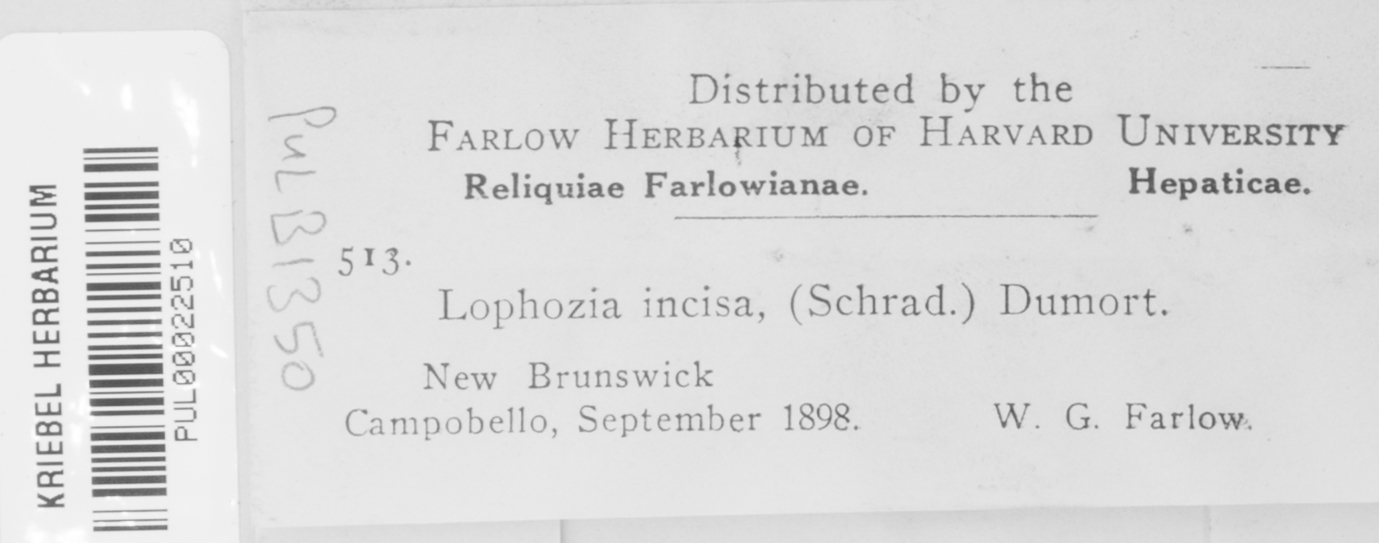 KRIEBEL HERBARIUM
PUL00022510
PUL B1350
Distributed by the
FARLOW HERBARIUM OF HARVARD UNIVERSITY
Reliquiae Farlowianae. Hepaticae.
513.
Lophozia incisa, (Schrad.) Dumort.
New Brunswick
Campobello, September 1898. W. G. Farlow.